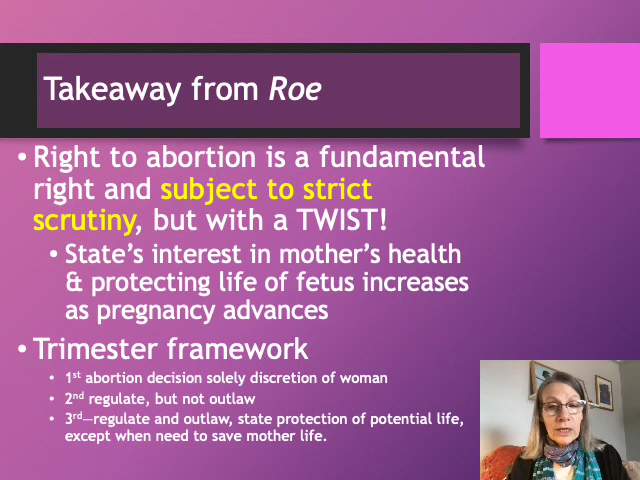 Takeaway from Roe
• Right to abortion is a fundamental
right and subject to strict
scrutiny, but with a TWIST!
• State's interest in mother's health
& protecting life of fetus increases
as pregnancy advances
• Trimester framework
• 1st abortion decision solely discretion of woman
• 2nd regulate, but not outlaw
• 3rd—regulate and outlaw, state protection of potential life,
except when need to save mother life.